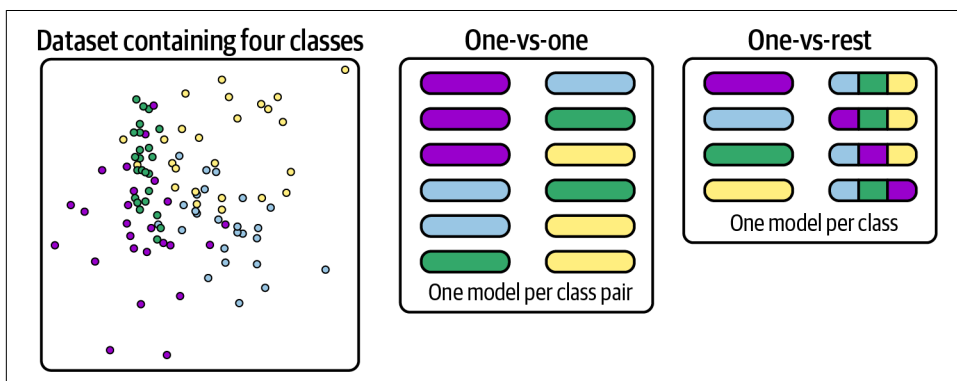 Dataset containing four classes
One-vs-one
One-vs-rest
One model per class pair
One model per class